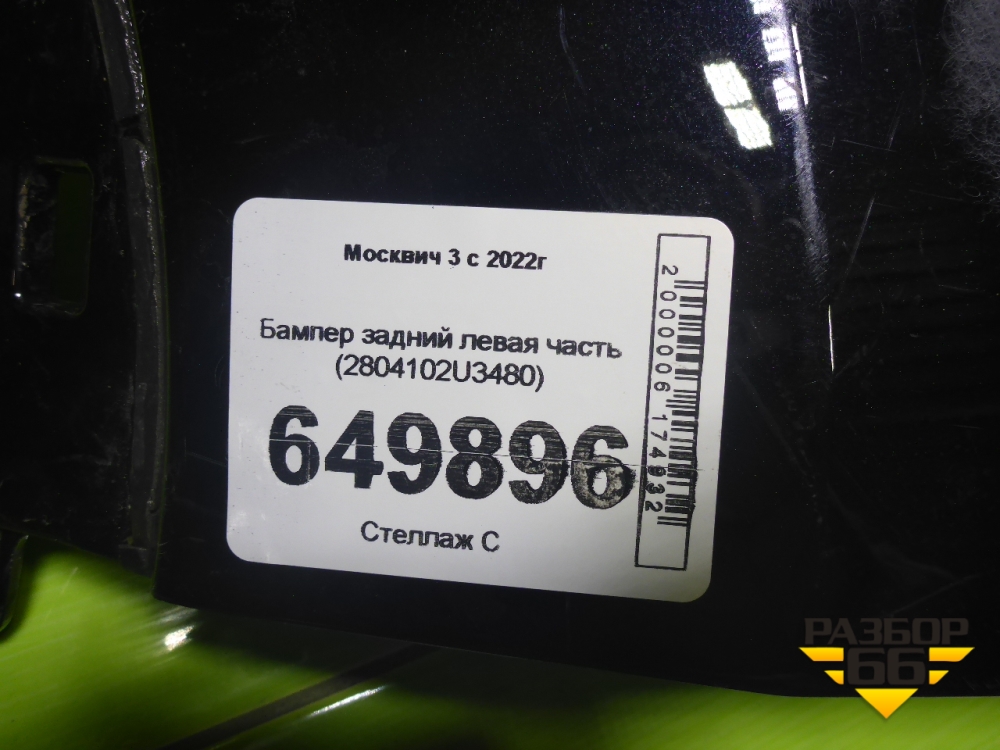 Москвич 3 с 2022г
Бампер задний левая часть
(2804102U3480)
649896
Стеллаж С
2000006174932
РАЗБОР
66